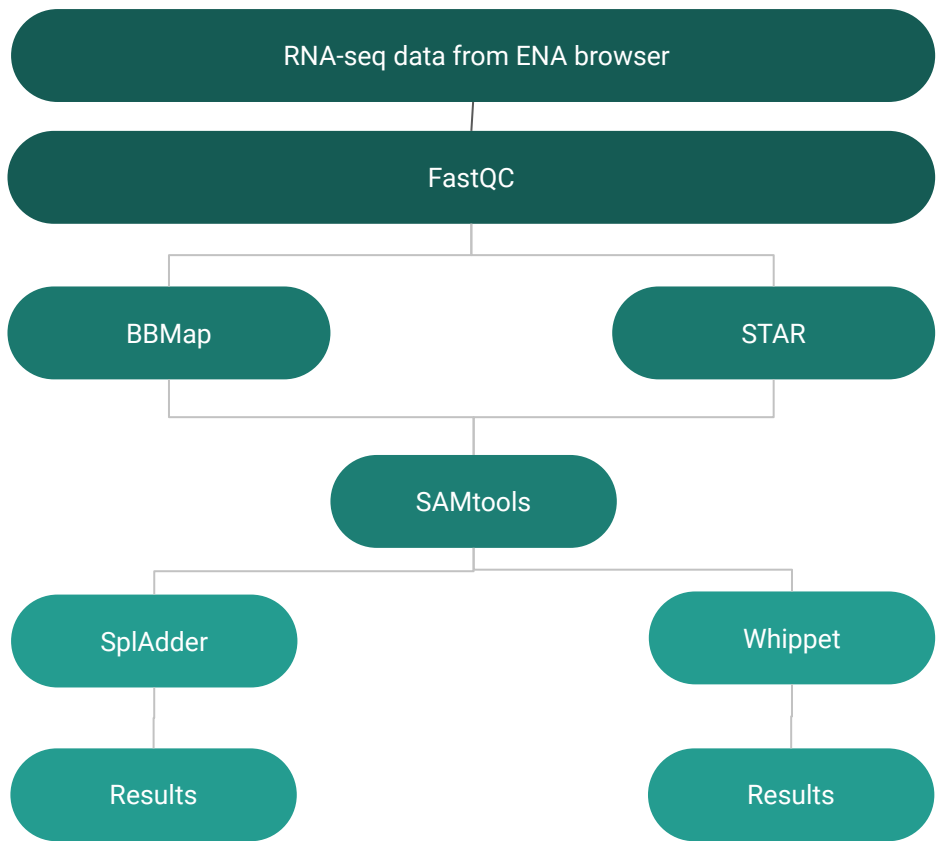 RNA-seq data from ENA browser
FastQC
BBMap
STAR
SAMtools
SplAdder
Whippet
Results
Results